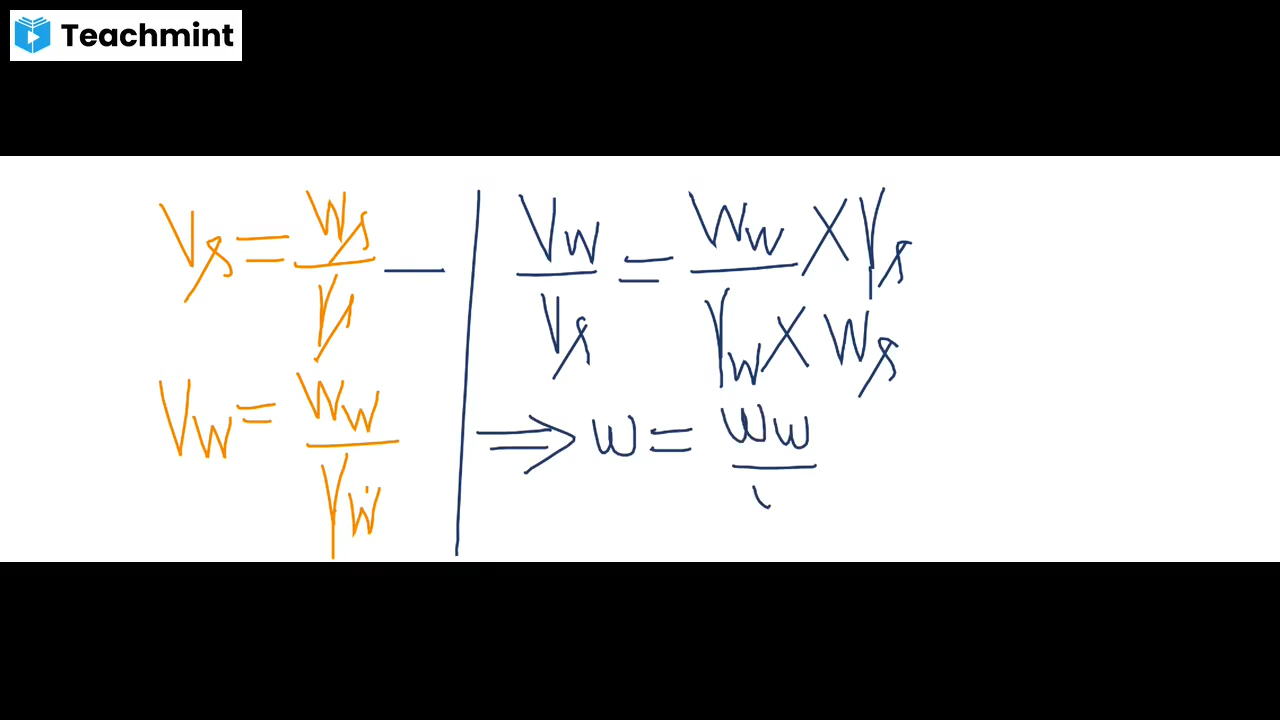 Teachmint
Vs = Ws / γs —
Vw = Ww / γw
Vw / Vs = Ww × γs / γw × Ws
⇒ w = Ww /